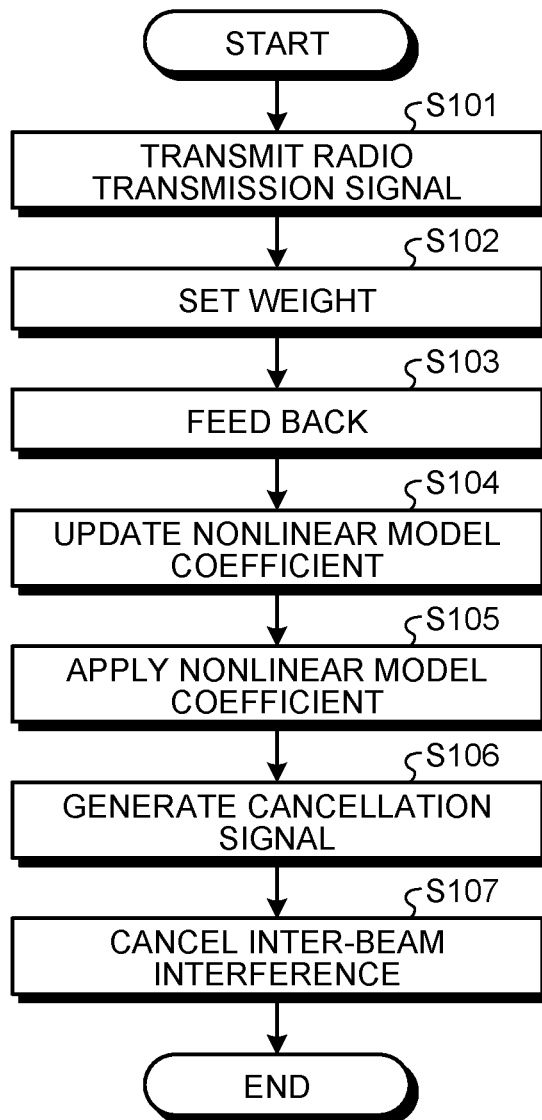 START
S101
TRANSMIT RADIO
TRANSMISSION SIGNAL
S102
SET WEIGHT
S103
FEED BACK
S104
UPDATE NONLINEAR MODEL
COEFFICIENT
S105
APPLY NONLINEAR MODEL
COEFFICIENT
S106
GENERATE CANCELLATION
SIGNAL
S107
CANCEL INTER-BEAM
INTERFERENCE
END